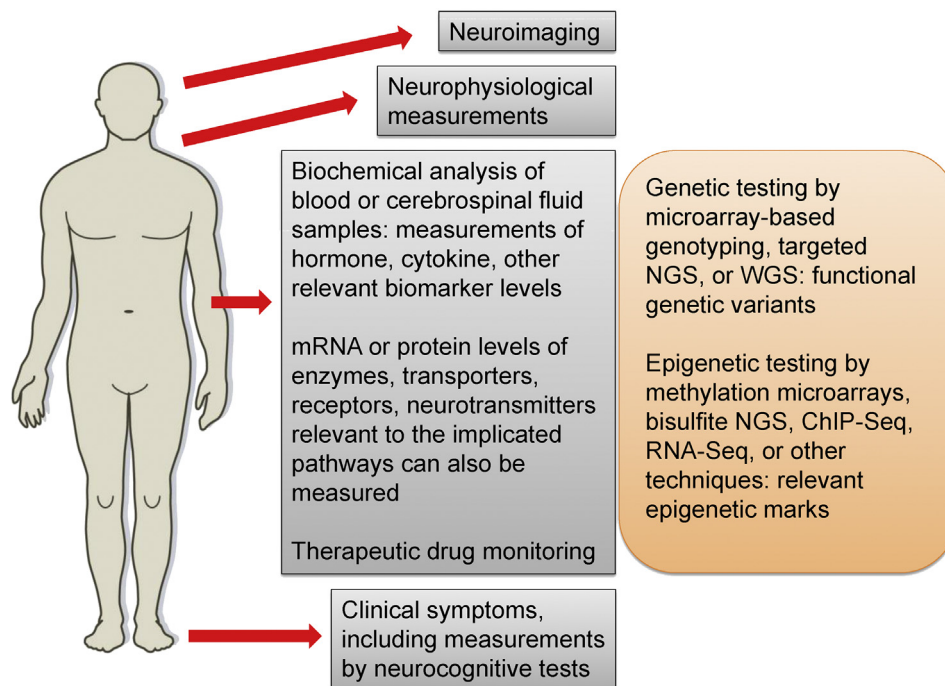 Neuroimaging
Neurophysiological
measurements
Biochemical analysis of
blood or cerebrospinal fluid
samples: measurements of
hormone, cytokine, other
relevant biomarker levels
mRNA or protein levels of
enzymes, transporters,
receptors, neurotransmitters
relevant to the implicated
pathways can also be
measured
Therapeutic drug monitoring
Genetic testing by
microarray-based
genotyping, targeted
NGS, or WGS: functional
genetic variants
Epigenetic testing by
methylation microarrays,
bisulfite NGS, ChIP-Seq,
RNA-Seq, or other
techniques: relevant
epigenetic marks
Clinical symptoms,
including measurements
by neurocognitive tests